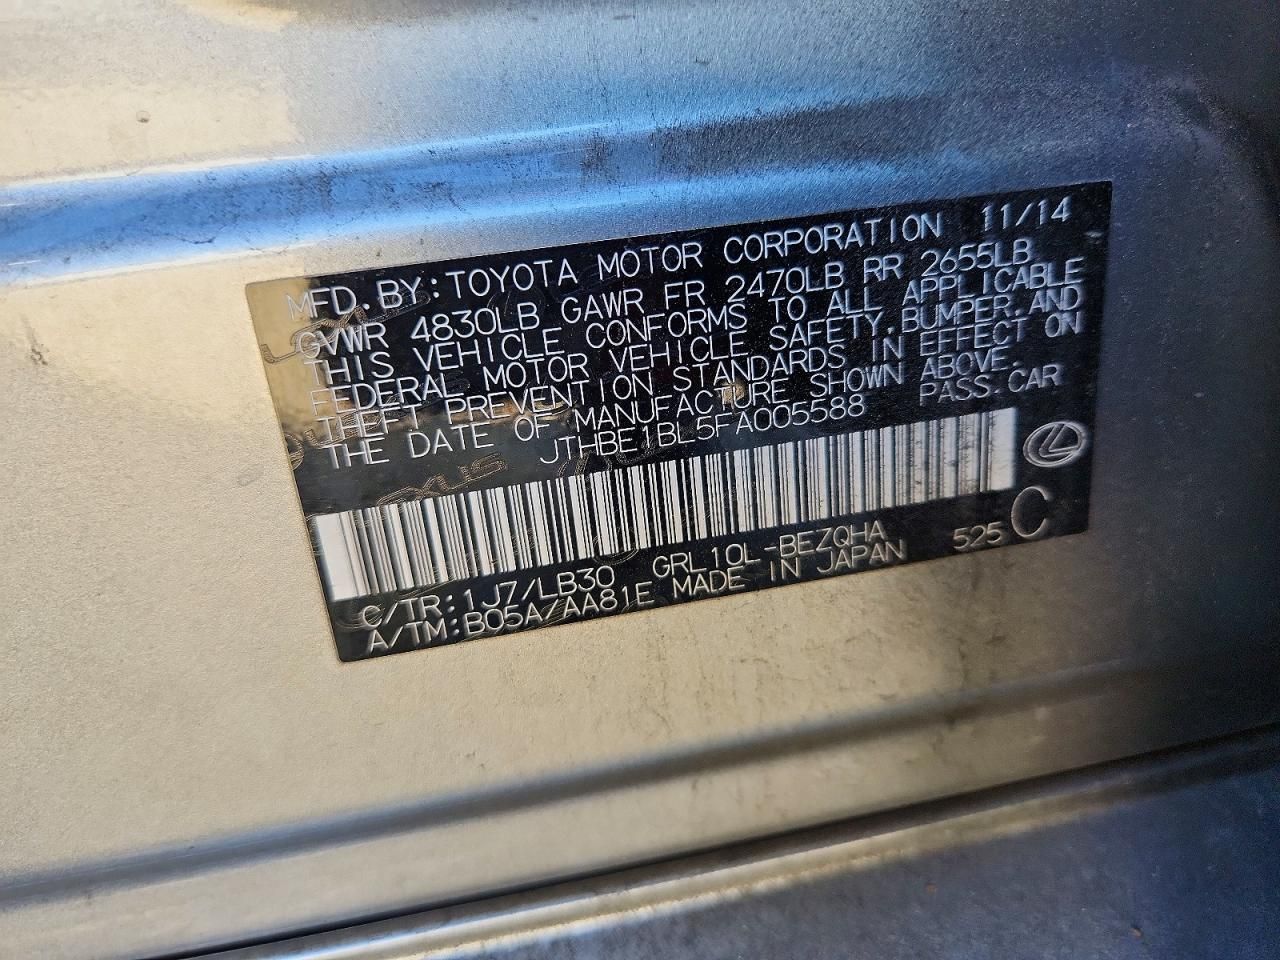 MFD. BY: TOYOTA MOTOR CORPORATION 11/14
GVWR 4830LB GAWR FR 2470LB RR 2655LB
THIS VEHICLE CONFORMS TO ALL APPLICABLE
FEDERAL MOTOR VEHICLE SAFETY, BUMPER, AND
THEFT PREVENTION STANDARDS IN EFFECT ON
THE DATE OF MANUFACTURE SHOWN ABOVE.
JTHBE1BL5FA005588 PASS. CAR
LEXUS
C/TR: 1J7/LB30 GRL10L-BEZQHA 525 C
A/TM: B05A/AA81E MADE IN JAPAN